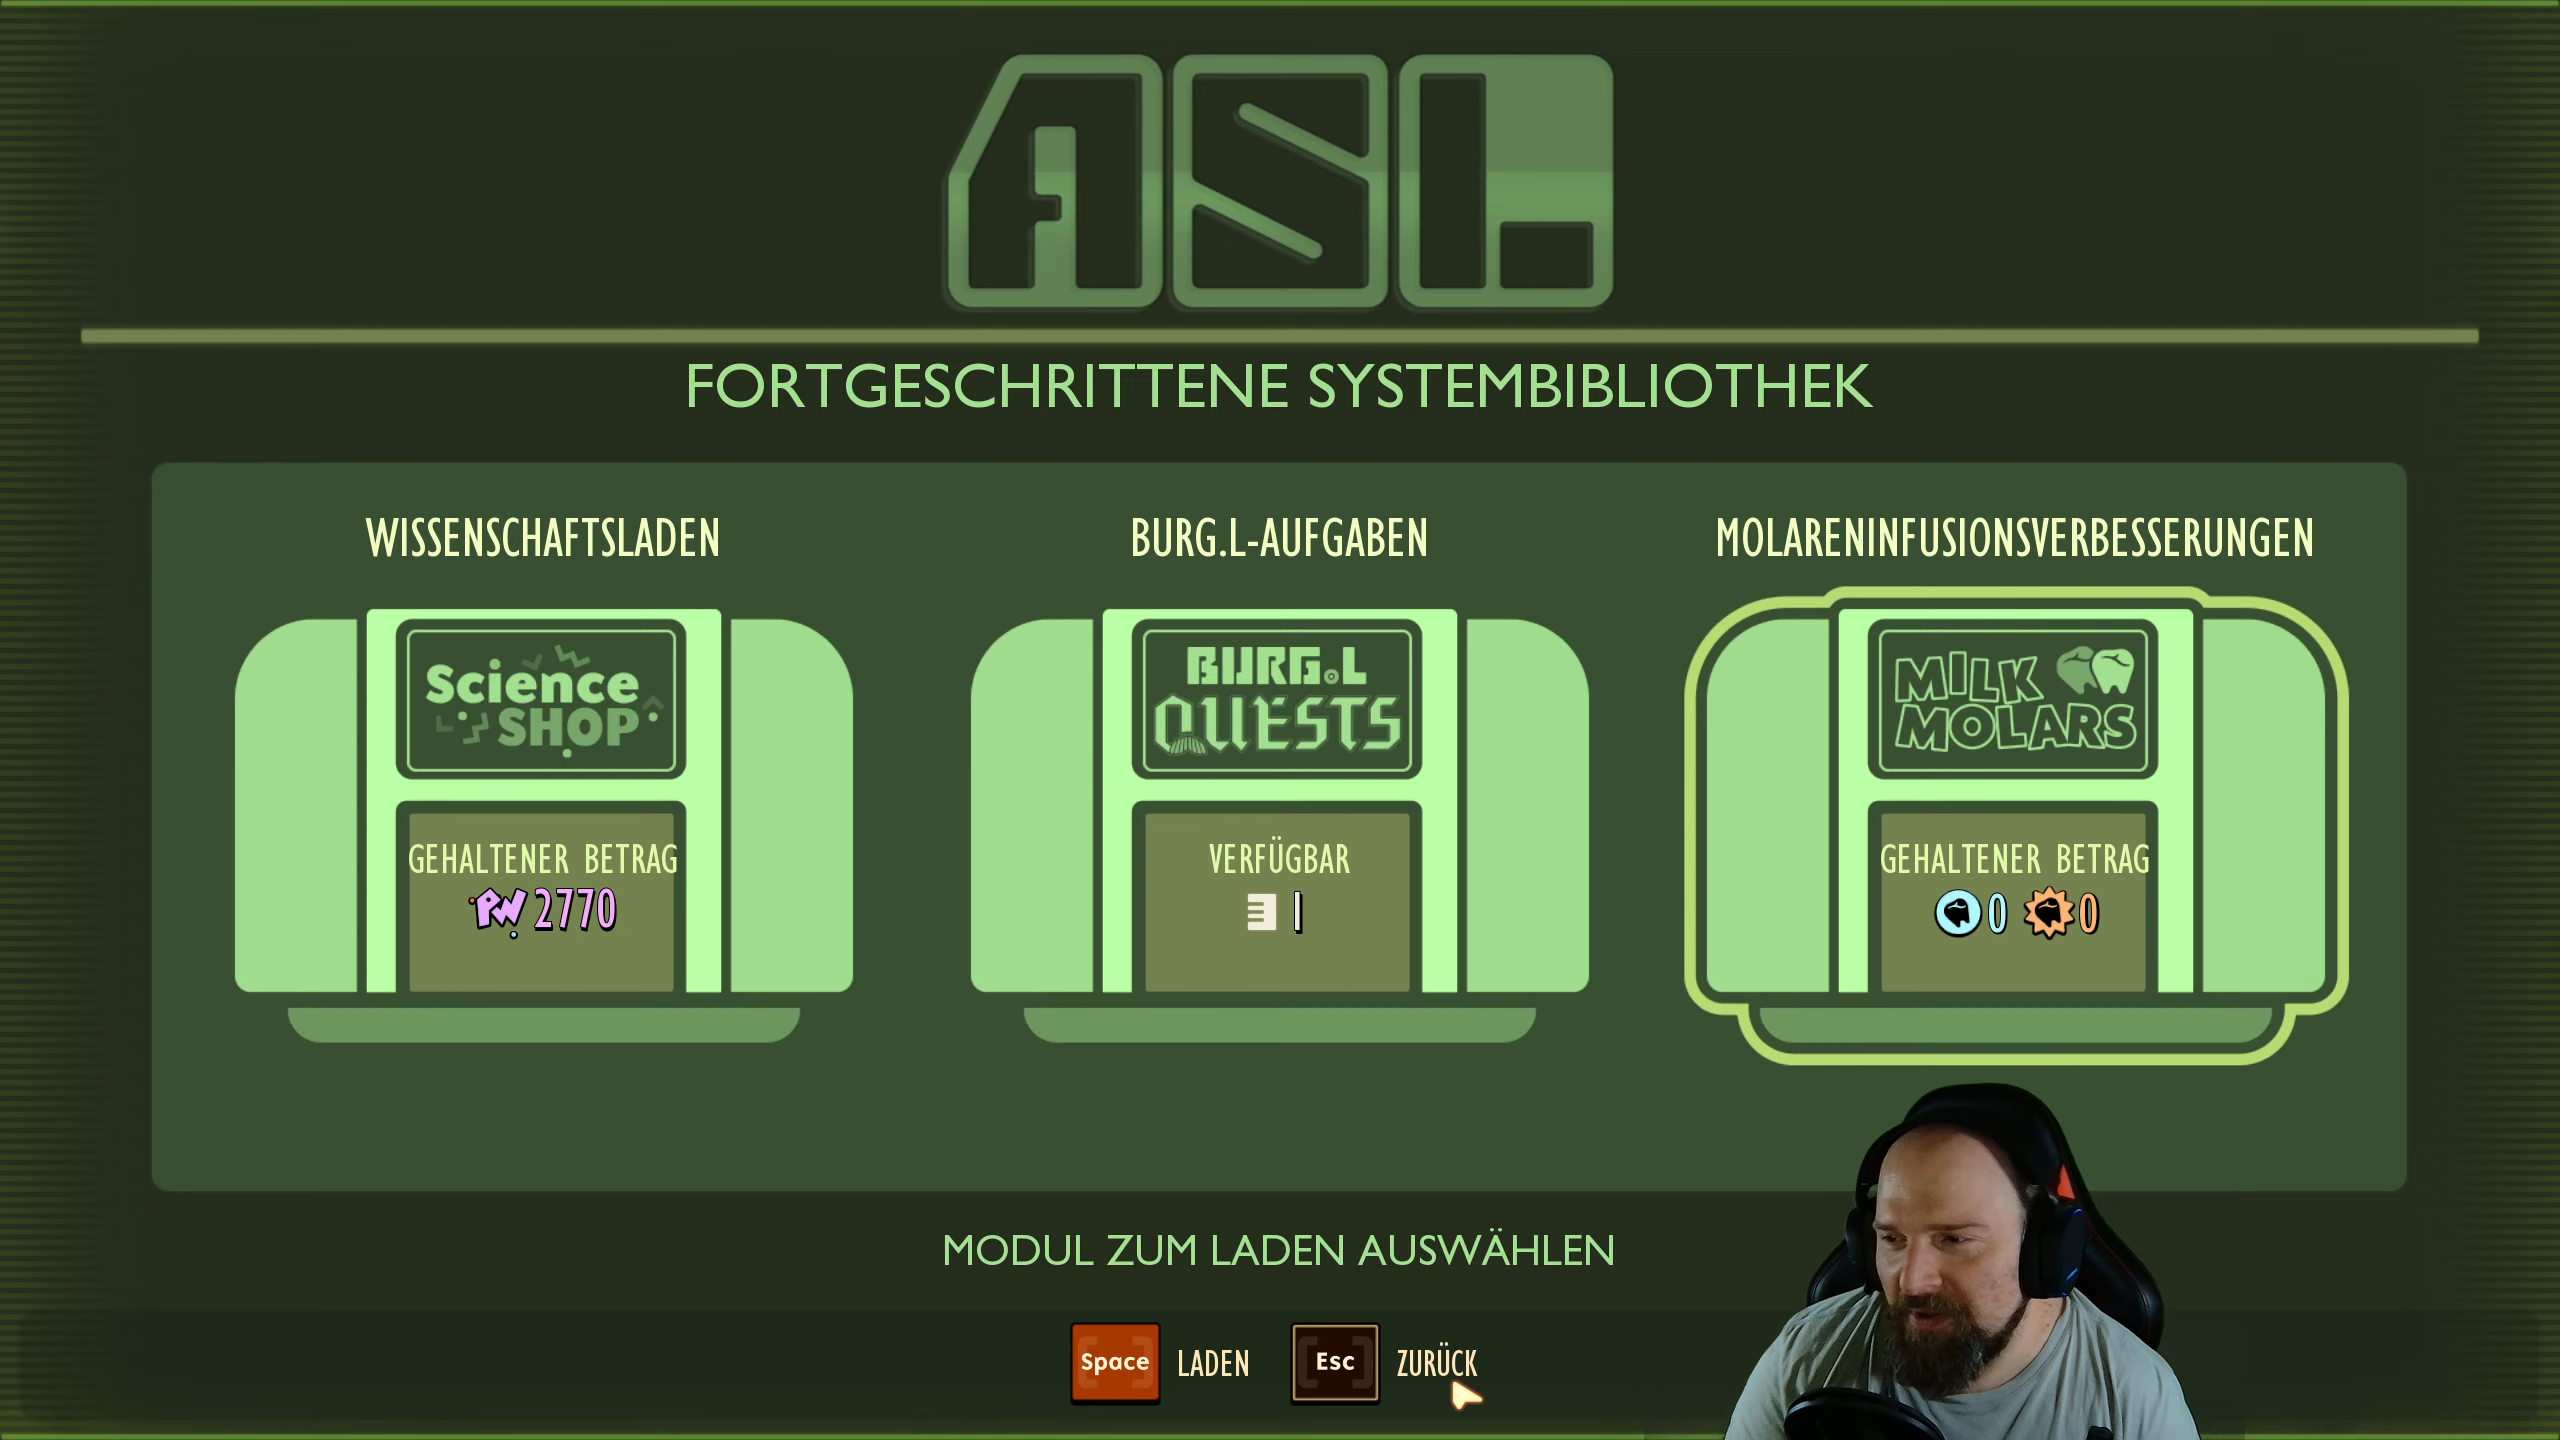 ASL
FORTGESCHRITTENE SYSTEMBIBLIOTHEK
WISSENSCHAFTSLADEN
BURG.L-AUFGABEN
MOLARENINFUSIONSVERBESSERUNGEN
Science
SHOP
BURG.L
QUESTS
MILK
MOLARS
GEHALTENER BETRAG
RW 2770
VERFÜGBAR
1
GEHALTENER BETRAG
0 0
MODUL ZUM LADEN AUSWÄHLEN
Space LADEN Esc ZURÜCK